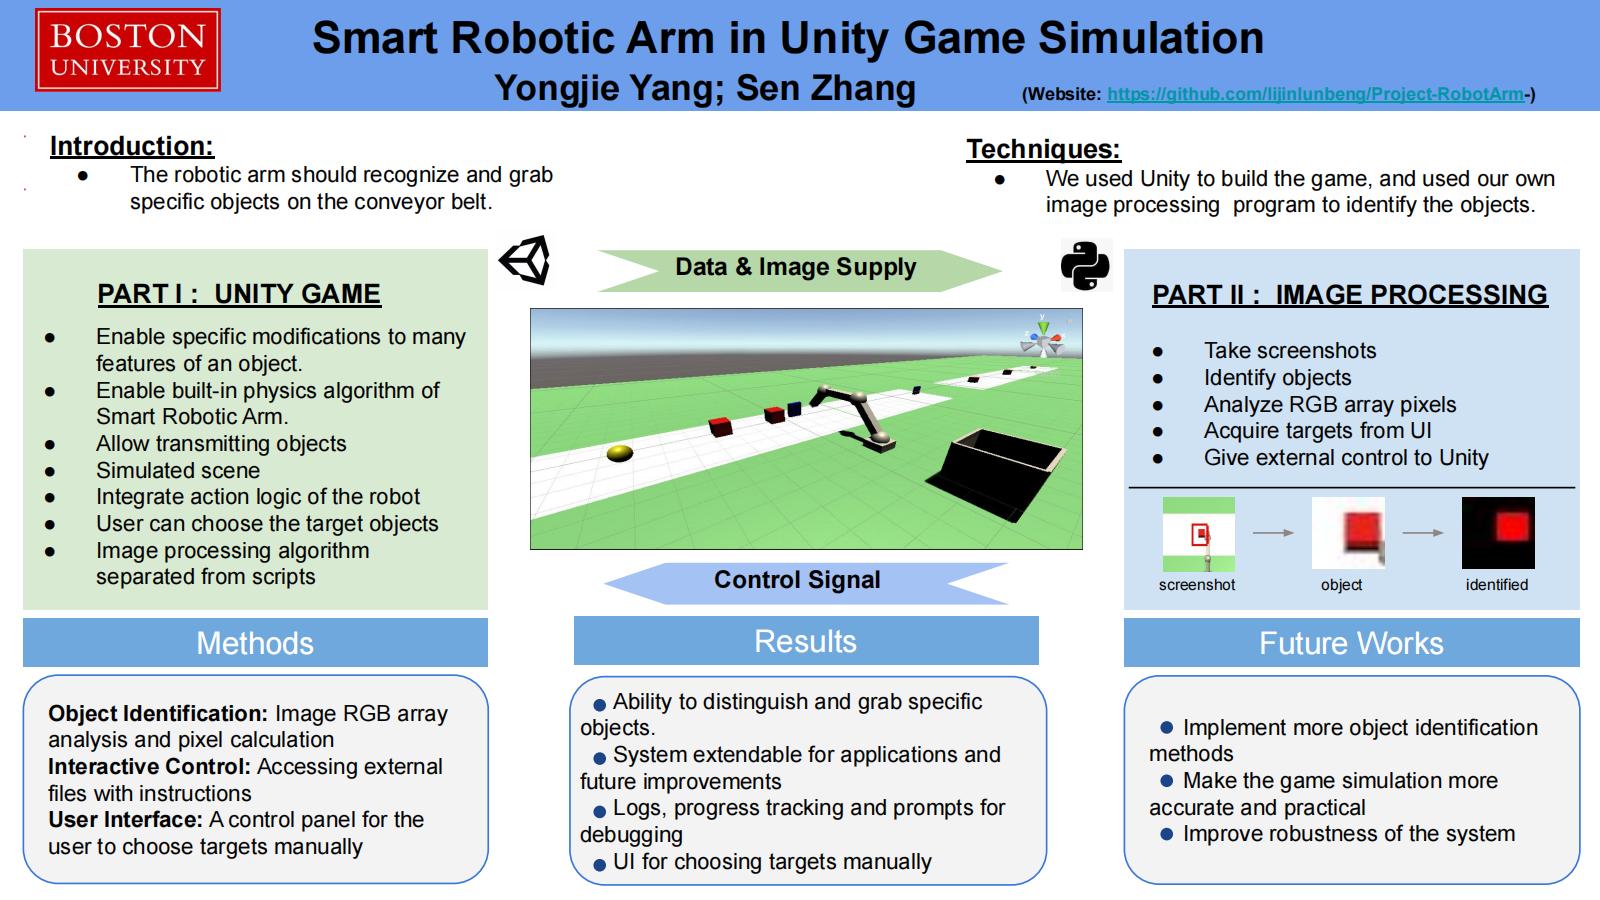 BOSTON
UNIVERSITY
Smart Robotic Arm in Unity Game Simulation
Yongjie Yang; Sen Zhang
(Website: https://github.com/lijinlunbeng/Project-RobotArm-)
Introduction:
● The robotic arm should recognize and grab
specific objects on the conveyor belt.
Techniques:
● We used Unity to build the game, and used our own
image processing  program to identify the objects.
PART I :  UNITY GAME
● Enable specific modifications to many
features of an object.
● Enable built-in physics algorithm of
Smart Robotic Arm.
● Allow transmitting objects
● Simulated scene
● Integrate action logic of the robot
● User can choose the target objects
● Image processing algorithm
separated from scripts
Data & Image Supply
y
Control Signal
PART II :  IMAGE PROCESSING
● Take screenshots
● Identify objects
● Analyze RGB array pixels
● Acquire targets from UI
● Give external control to Unity
screenshot
object
identified
Methods
Object Identification: Image RGB array
analysis and pixel calculation
Interactive Control: Accessing external
files with instructions
User Interface: A control panel for the
user to choose targets manually
Results
● Ability to distinguish and grab specific
objects.
● System extendable for applications and
future improvements
● Logs, progress tracking and prompts for
debugging
● UI for choosing targets manually
Future Works
● Implement more object identification
methods
● Make the game simulation more
accurate and practical
● Improve robustness of the system